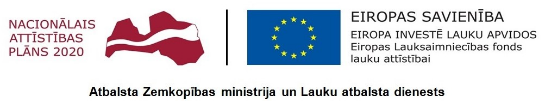 NACIONĀLAIS
ATTĪSTĪBAS
PLĀNS 2020
EIROPAS SAVIENĪBA
EIROPA INVESTĒ LAUKU APVIDOS
Eiropas Lauksaimniecības fonds
lauku attīstībai
Atbalsta Zemkopības ministrija un Lauku atbalsta dienests